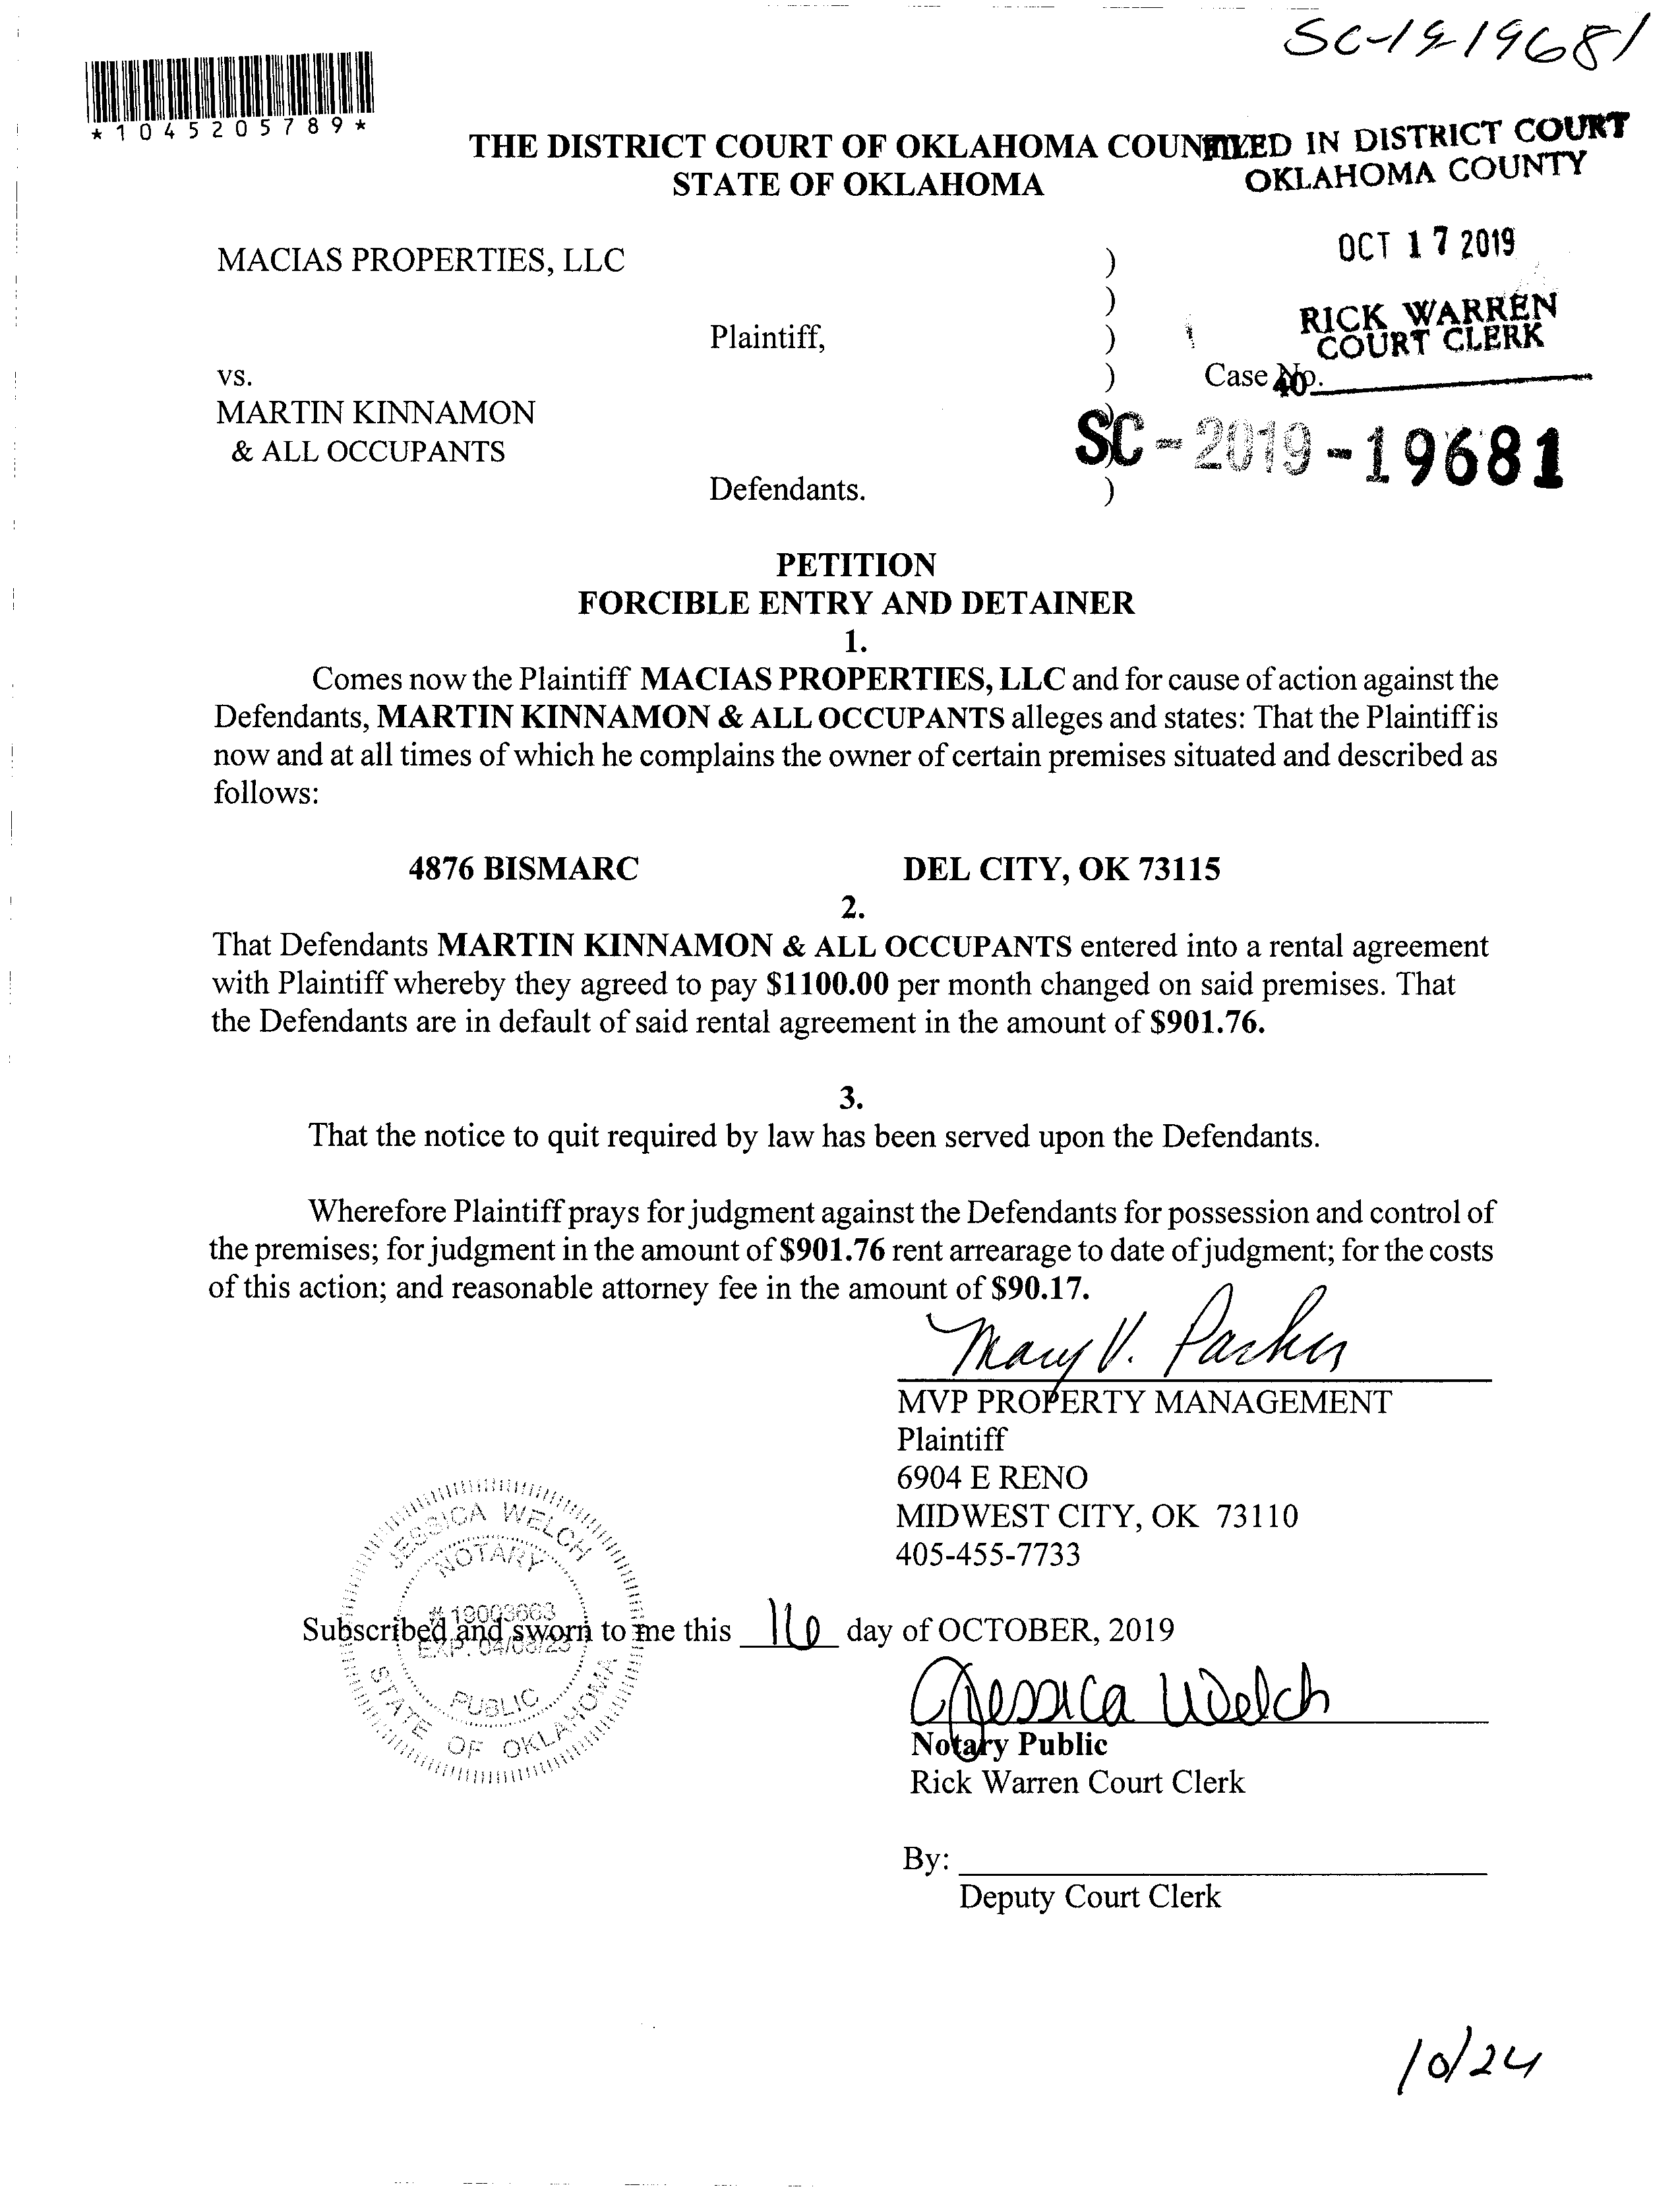 SC-19-19681
*1045205789*
THE DISTRICT COURT OF OKLAHOMA COUNTY
STATE OF OKLAHOMA
FILED IN DISTRICT COURT
OKLAHOMA COUNTY
OCT 17 2019
RICK WARREN
COURT CLERK
40
MACIAS PROPERTIES, LLC )
)
Plaintiff, )
vs. ) Case No.
MARTIN KINNAMON )
& ALL OCCUPANTS )
SC-2019-19681
Defendants. )
PETITION
FORCIBLE ENTRY AND DETAINER
1.
Comes now the Plaintiff MACIAS PROPERTIES, LLC and for cause of action against the
Defendants, MARTIN KINNAMON & ALL OCCUPANTS alleges and states: That the Plaintiff is
now and at all times of which he complains the owner of certain premises situated and described as
follows:
4876 BISMARC DEL CITY, OK 73115
2.
That Defendants MARTIN KINNAMON & ALL OCCUPANTS entered into a rental agreement
with Plaintiff whereby they agreed to pay $1100.00 per month changed on said premises. That
the Defendants are in default of said rental agreement in the amount of $901.76.
3.
That the notice to quit required by law has been served upon the Defendants.
Wherefore Plaintiff prays for judgment against the Defendants for possession and control of
the premises; for judgment in the amount of $901.76 rent arrearage to date of judgment; for the costs
of this action; and reasonable attorney fee in the amount of $90.17.
Mary V. Parker
MVP PROPERTY MANAGEMENT
Plaintiff
6904 E RENO
MIDWEST CITY, OK 73110
405-455-7733
JESSICA WELCH
NOTARY
# 19003663
EXP. 04/08/23
PUBLIC
STATE OF OKLAHOMA
Subscribed and sworn to me this 16 day of OCTOBER, 2019
Jessica Welch
Notary Public
Rick Warren Court Clerk
By:
Deputy Court Clerk
10/24